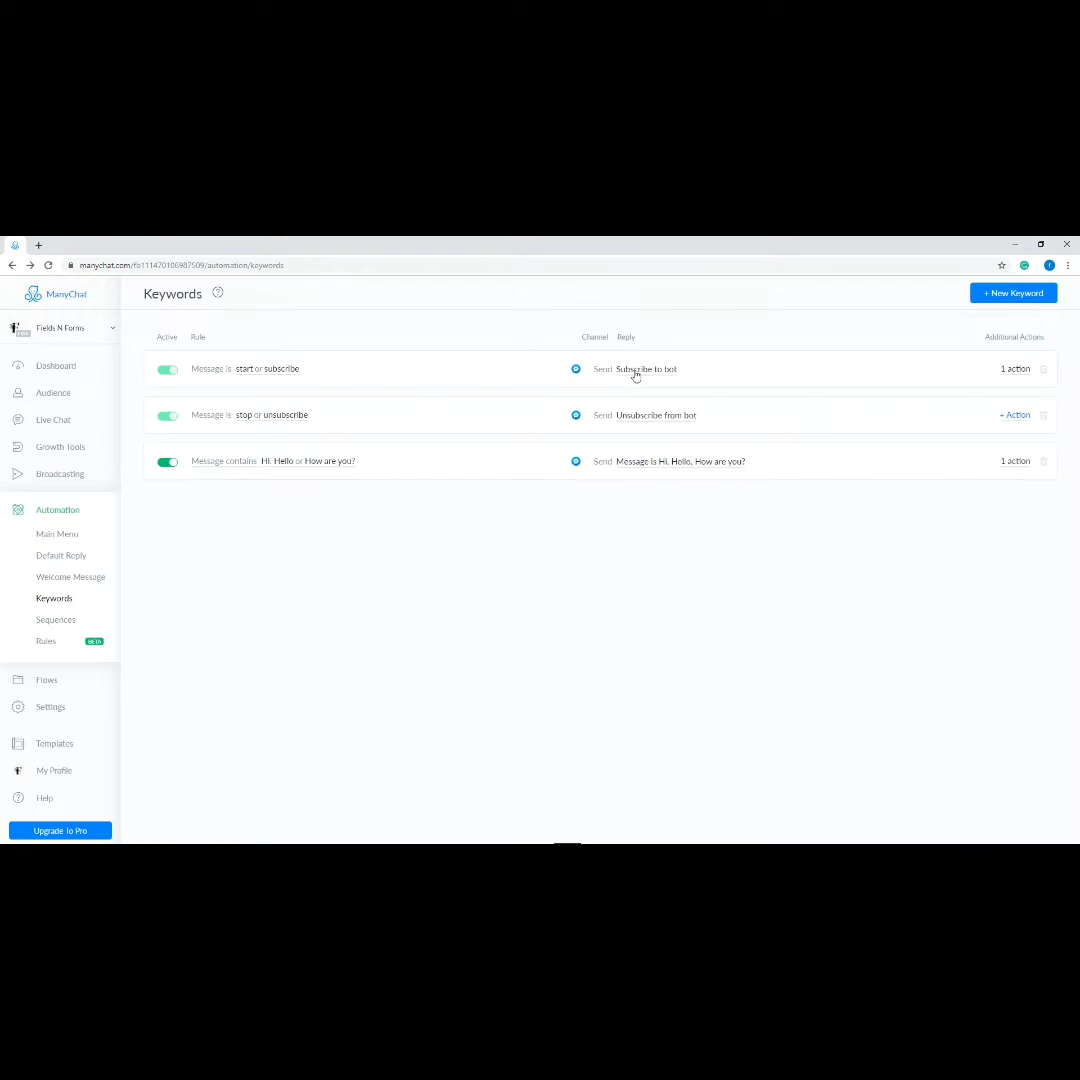 manychat.com/fb111470106987509/automation/keywords
ManyChat
Keywords
+ New Keyword
Fields N Forms
Active Rule Channel Reply Additional Actions
Message is start or subscribe Send Subscribe to bot 1 action
Message is stop or unsubscribe Send Unsubscribe from bot + Action
Message contains Hi, Hello or How are you? Send Message is Hi, Hello, How are you? 1 action
Dashboard
Audience
Live Chat
Growth Tools
Broadcasting
Automation
Main Menu
Default Reply
Welcome Message
Keywords
Sequences
Rules BETA
Flows
Settings
Templates
My Profile
Help
Upgrade To Pro